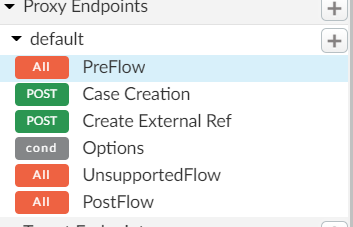 Proxy Endpoints
default
All PreFlow
POST Case Creation
POST Create External Ref
cond Options
All UnsupportedFlow
All PostFlow